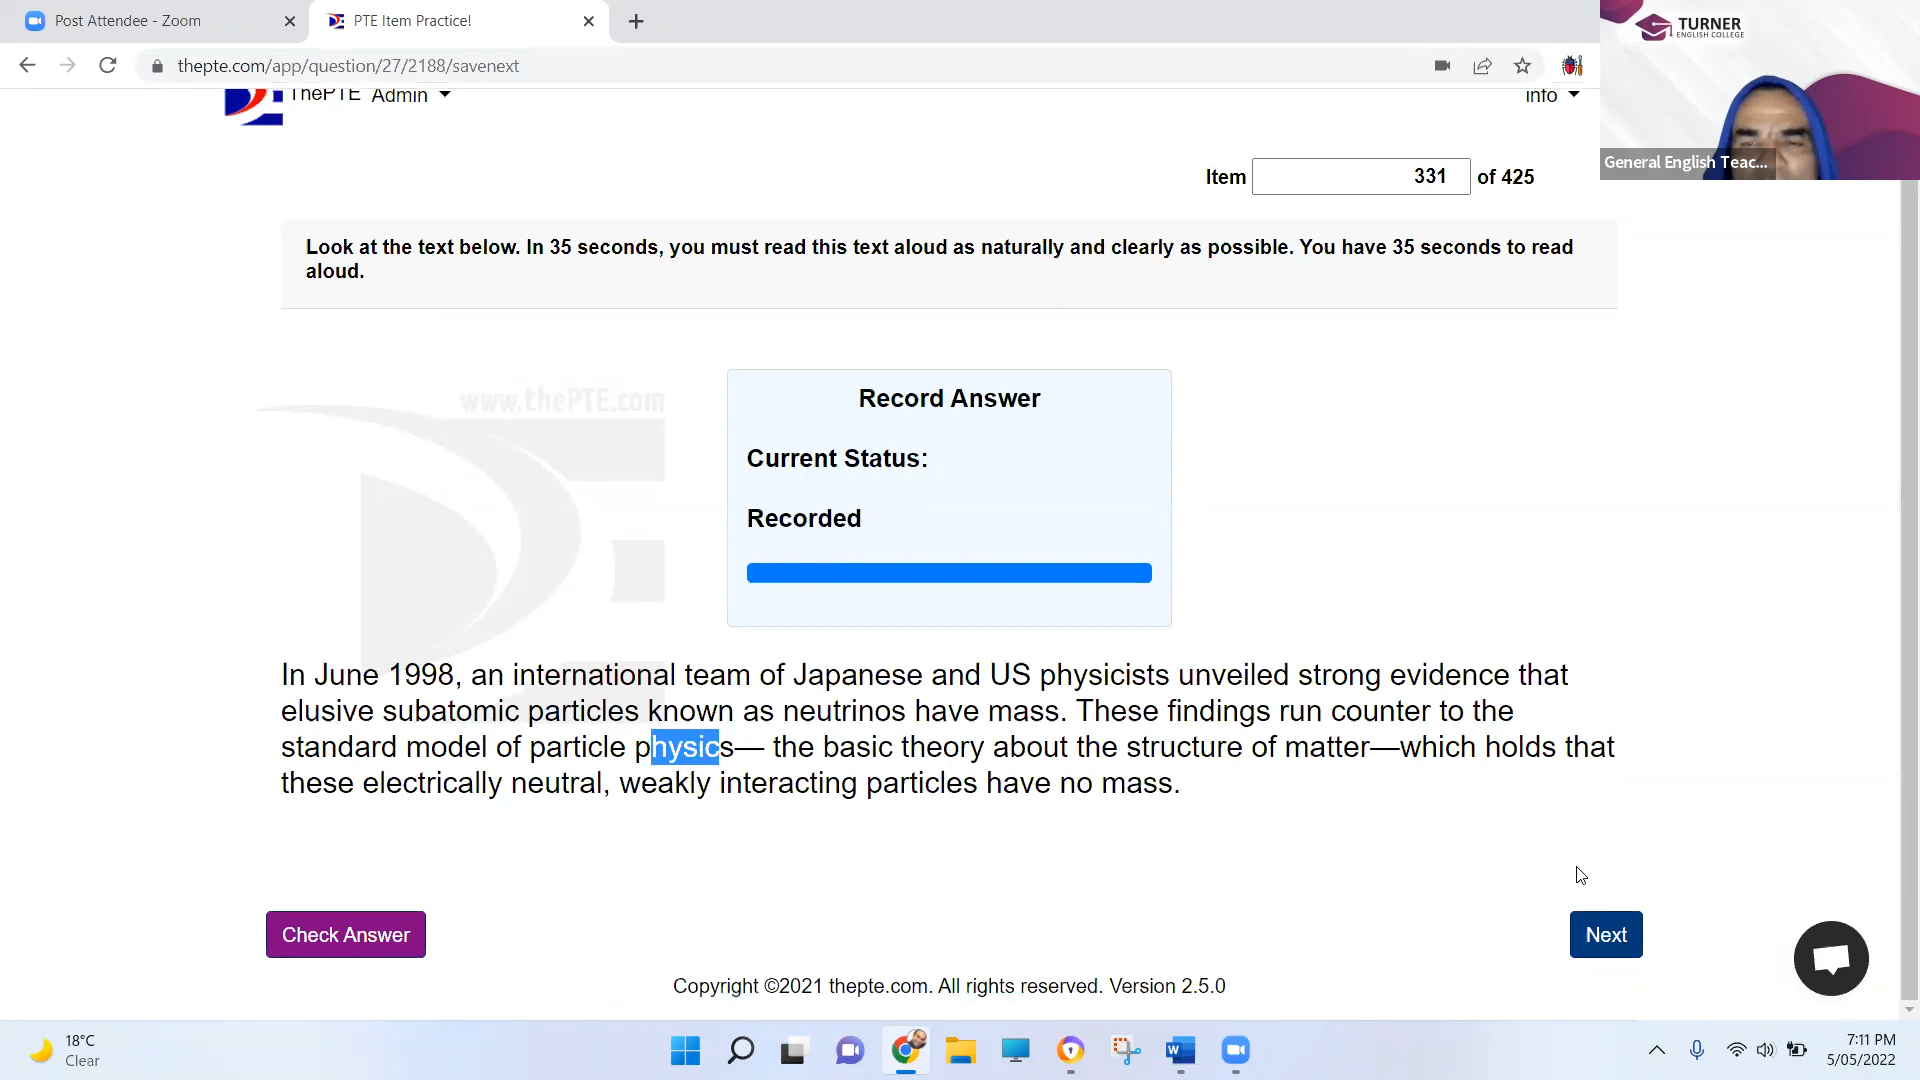 Post Attendee - Zoom
PTE Item Practice!
thepte.com/app/question/27/2188/savenext
TURNER
ENGLISH COLLEGE
General English Teac...
ThePTE Admin
info
Item 331 of 425
Look at the text below. In 35 seconds, you must read this text aloud as naturally and clearly as possible. You have 35 seconds to read
aloud.
www.thePTE.com
Record Answer
Current Status:
Recorded
In June 1998, an international team of Japanese and US physicists unveiled strong evidence that
elusive subatomic particles known as neutrinos have mass. These findings run counter to the
standard model of particle physics— the basic theory about the structure of matter—which holds that
these electrically neutral, weakly interacting particles have no mass.
Check Answer
Next
Copyright ©2021 thepte.com. All rights reserved. Version 2.5.0
18°C
Clear
7:11 PM
5/05/2022